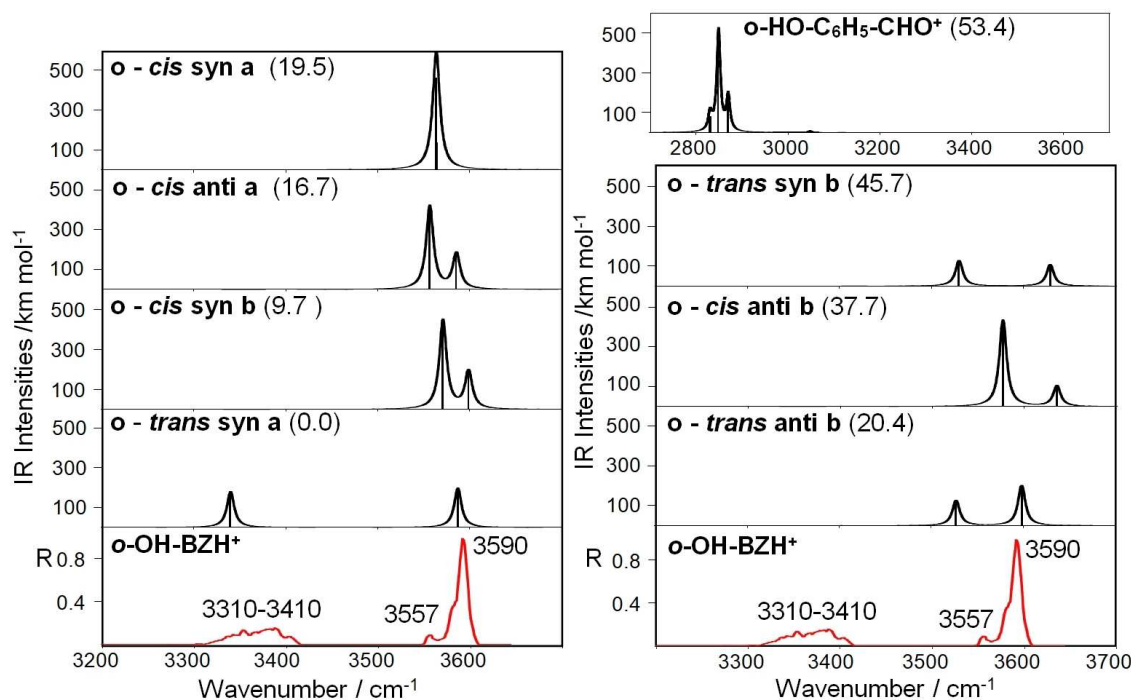 o - cis syn a (19.5)
500
300
100
o - cis anti a (16.7)
500
300
100
o - cis syn b (9.7 )
500
300
100
o - trans syn a (0.0)
500
300
100
IR Intensities /km mol⁻¹
o-OH-BZH⁺
R 0.8
0.4
3310-3410
3557
3590
3200 3300 3400 3500 3600
Wavenumber / cm⁻¹
o-HO-C₆H₅-CHO⁺ (53.4)
500
300
100
2800 3000 3200 3400 3600
o - trans syn b (45.7)
500
300
100
o - cis anti b (37.7)
500
300
100
o - trans anti b (20.4)
500
300
100
IR Intensities /km mol⁻¹
o-OH-BZH⁺
R 0.8
0.4
3310-3410
3557
3590
3300 3400 3500 3600 3700
Wavenumber / cm⁻¹